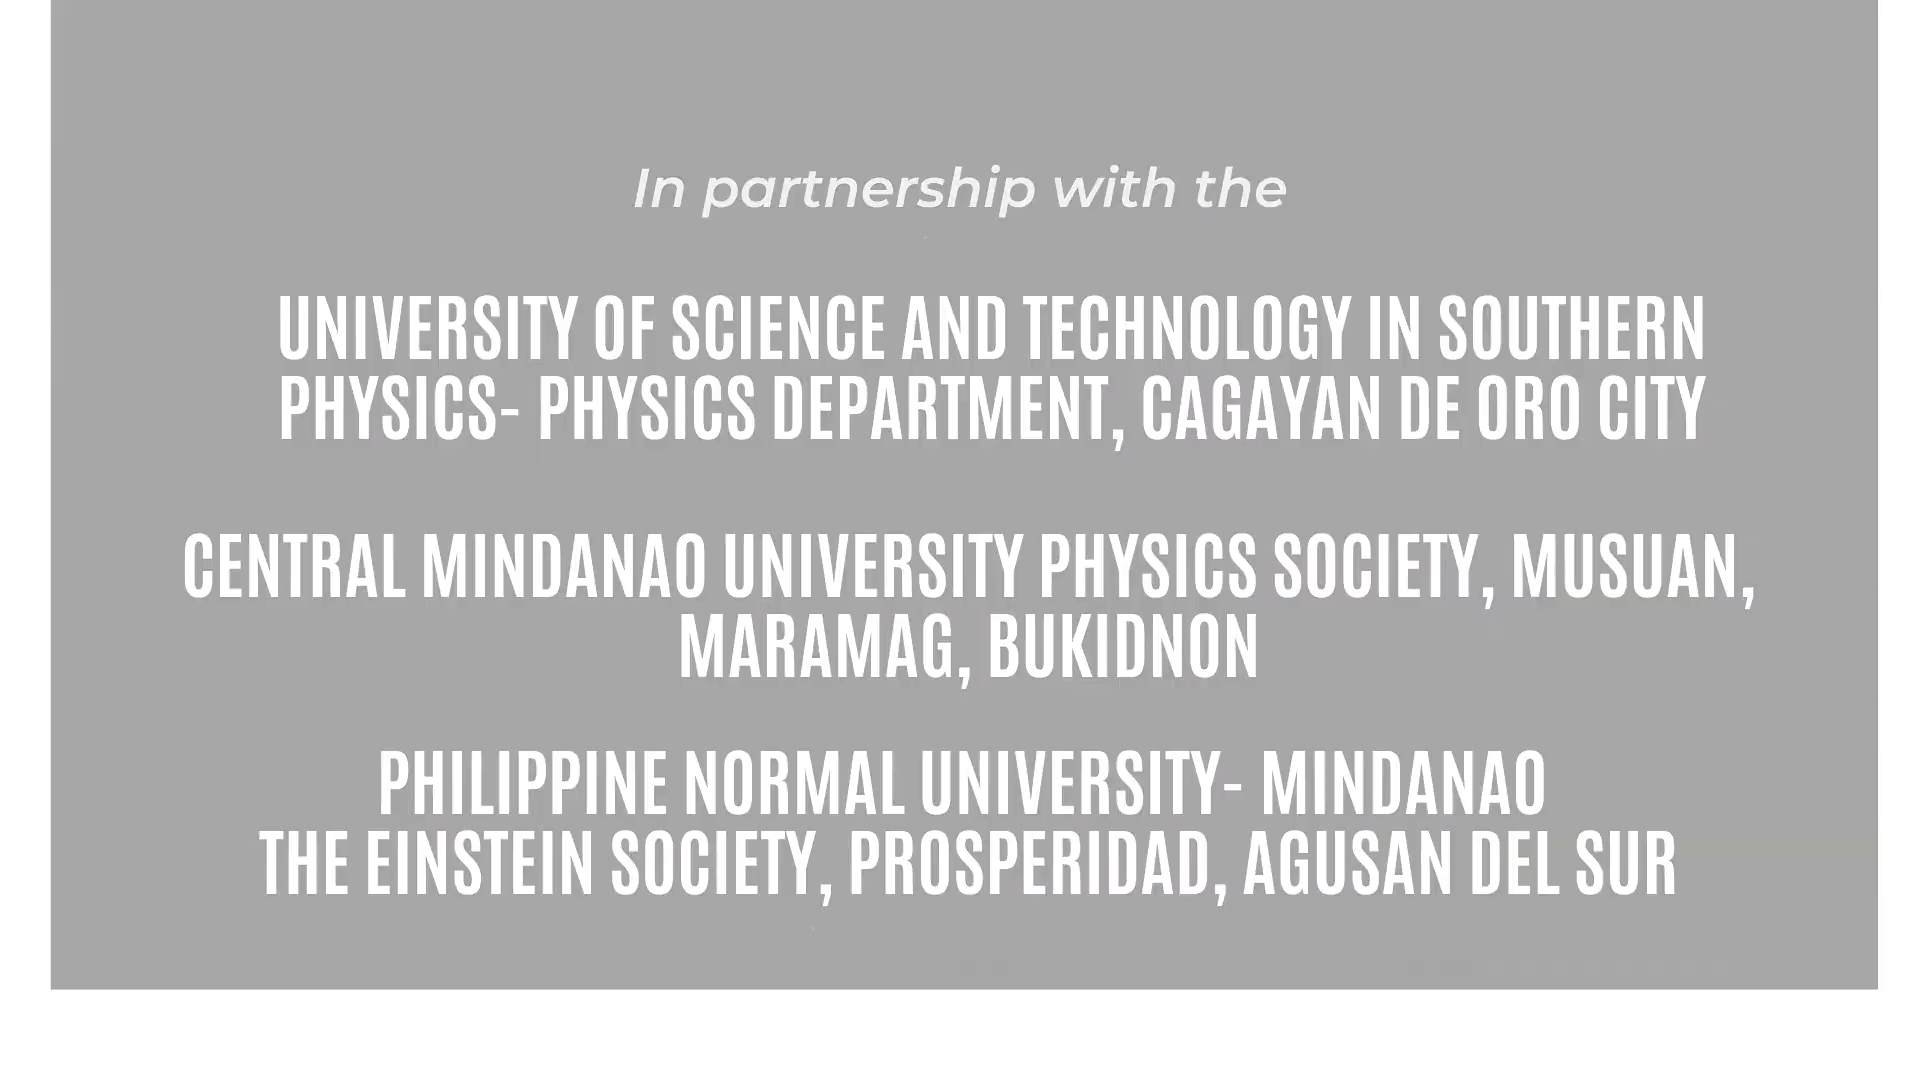 In partnership with the
UNIVERSITY OF SCIENCE AND TECHNOLOGY IN SOUTHERN
PHYSICS- PHYSICS DEPARTMENT, CAGAYAN DE ORO CITY
CENTRAL MINDANAO UNIVERSITY PHYSICS SOCIETY, MUSUAN,
MARAMAG, BUKIDNON
PHILIPPINE NORMAL UNIVERSITY- MINDANAO
THE EINSTEIN SOCIETY, PROSPERIDAD, AGUSAN DEL SUR